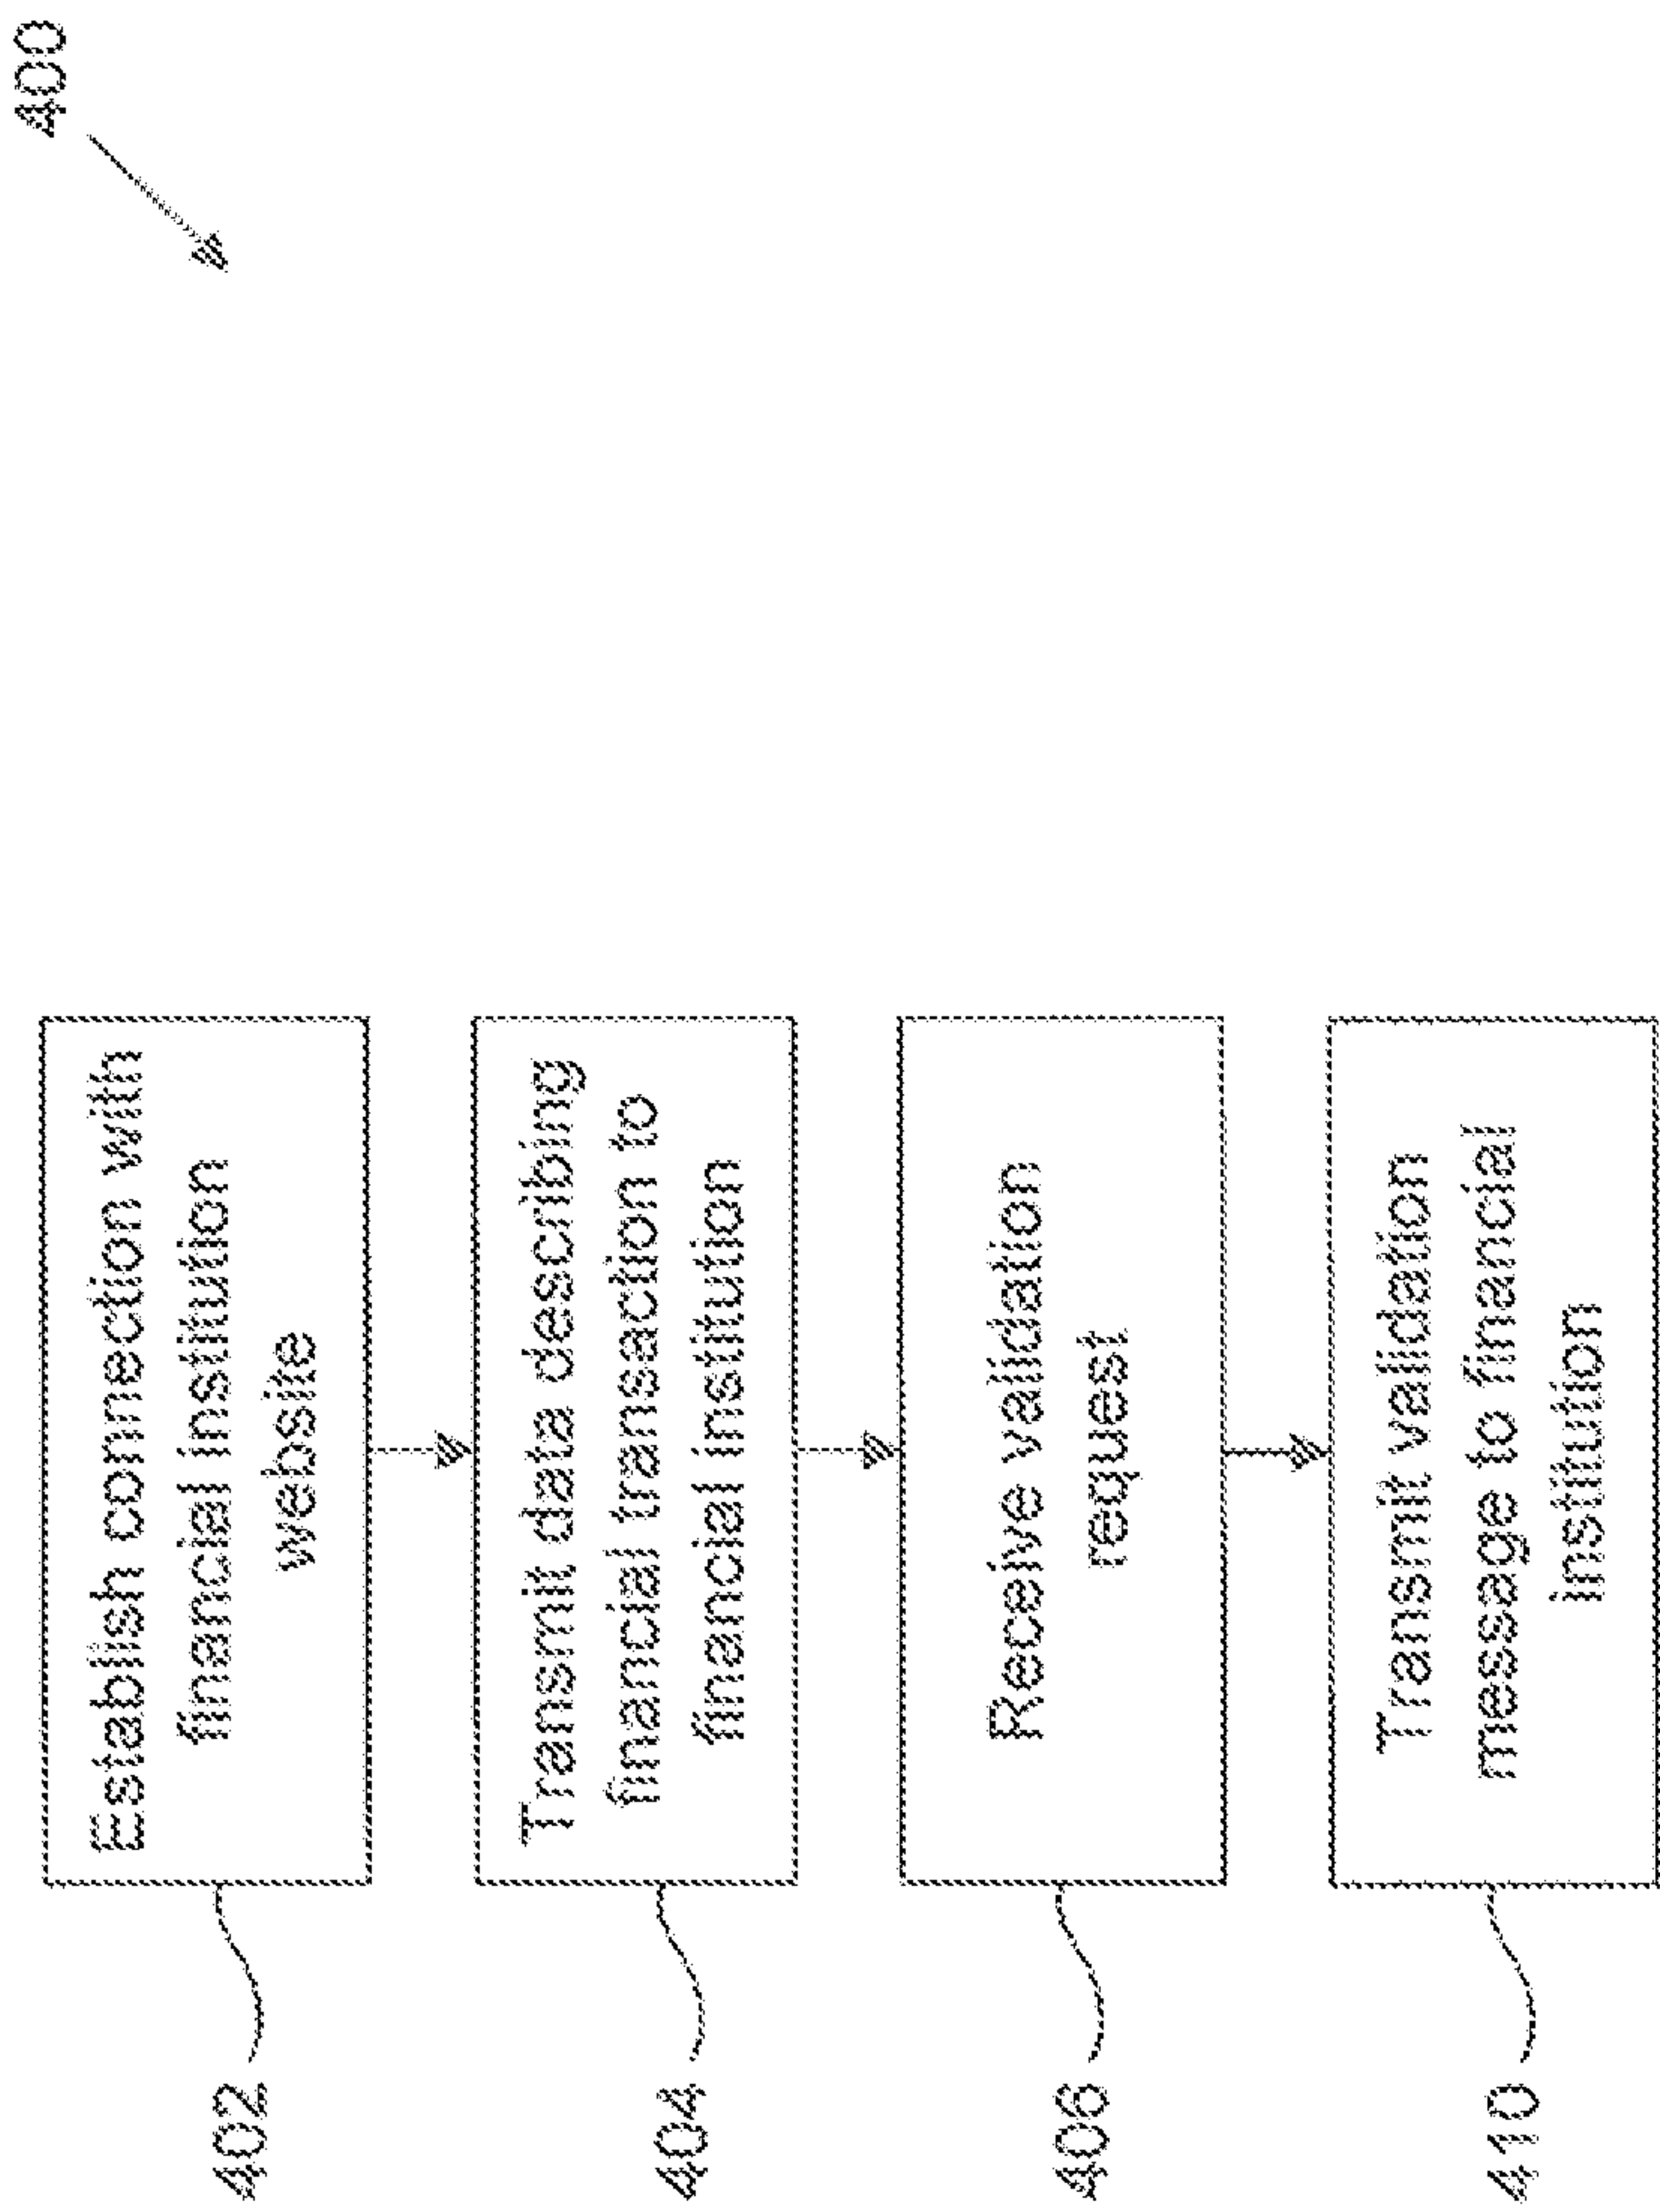 400
402
Establish connection with
financial institution
website
404
Transmit data describing
financial transaction to
financial institution
406
Receive validation
request
410
Transmit validation
message to financial
institution